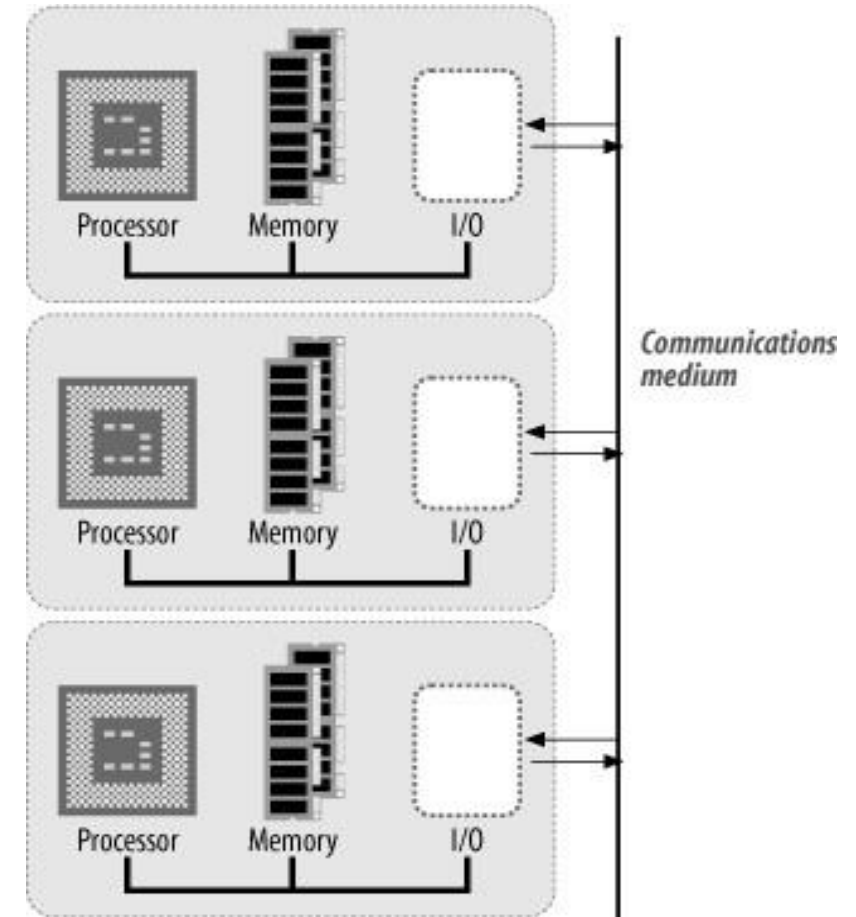 Processor Memory I/O
Communications
medium
Processor Memory I/O
Processor Memory I/O